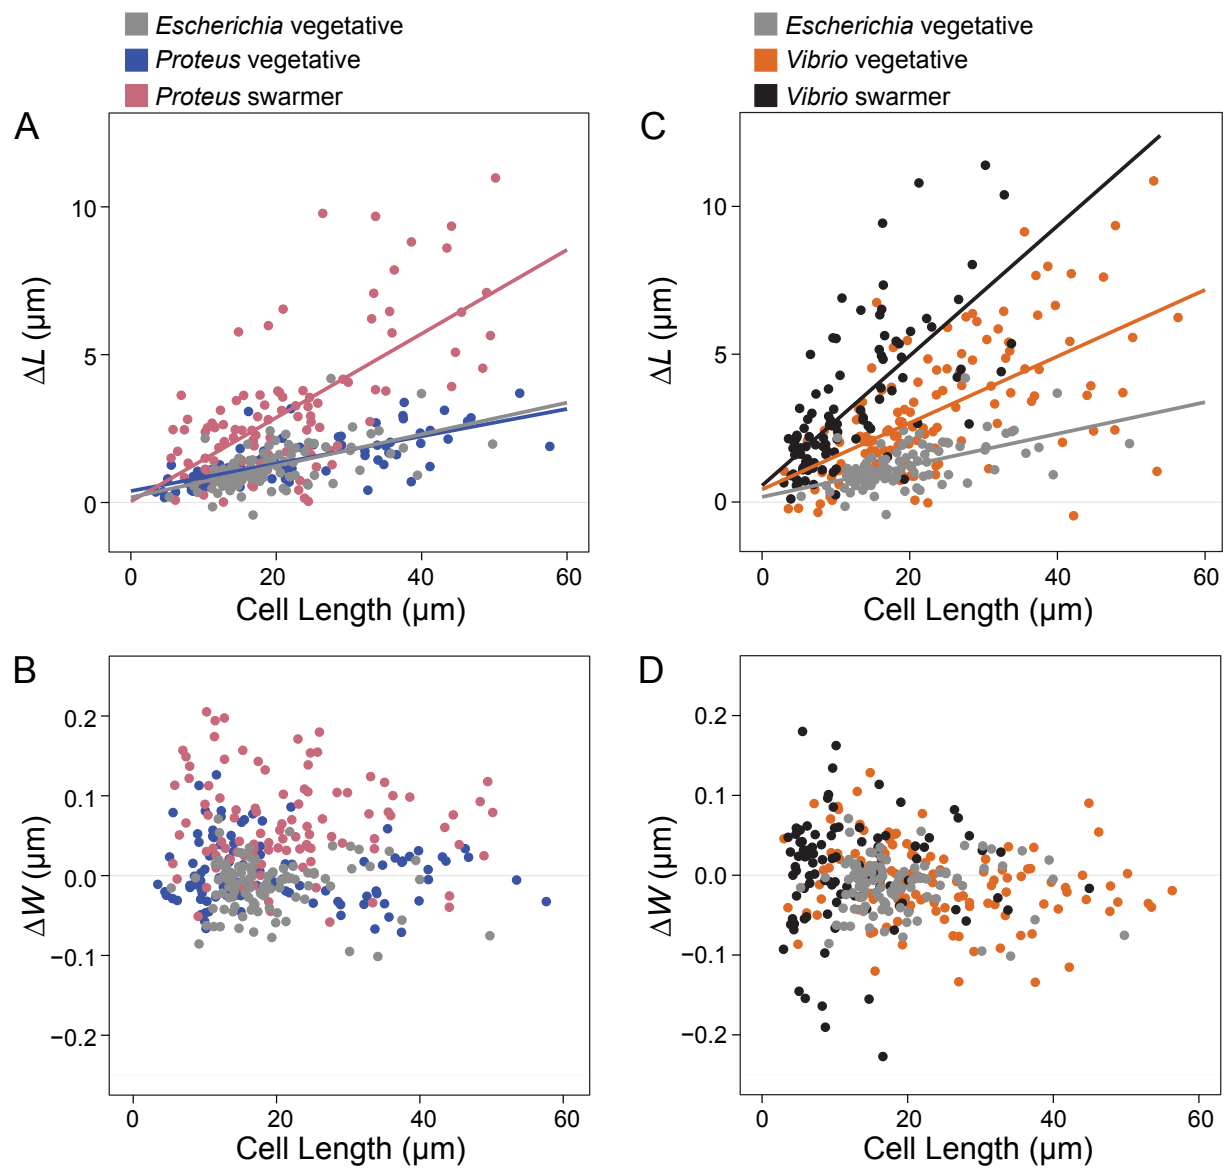 Escherichia vegetative
Proteus vegetative
Proteus swarmer
Escherichia vegetative
Vibrio vegetative
Vibrio swarmer
A
ΔL (µm)
10
5
0
0 20 40 60
Cell Length (µm)
C
ΔL (µm)
10
5
0
0 20 40 60
Cell Length (µm)
B
ΔW (µm)
0.2
0.1
0.0
−0.1
−0.2
0 20 40 60
Cell Length (µm)
D
ΔW (µm)
0.2
0.1
0.0
−0.1
−0.2
0 20 40 60
Cell Length (µm)